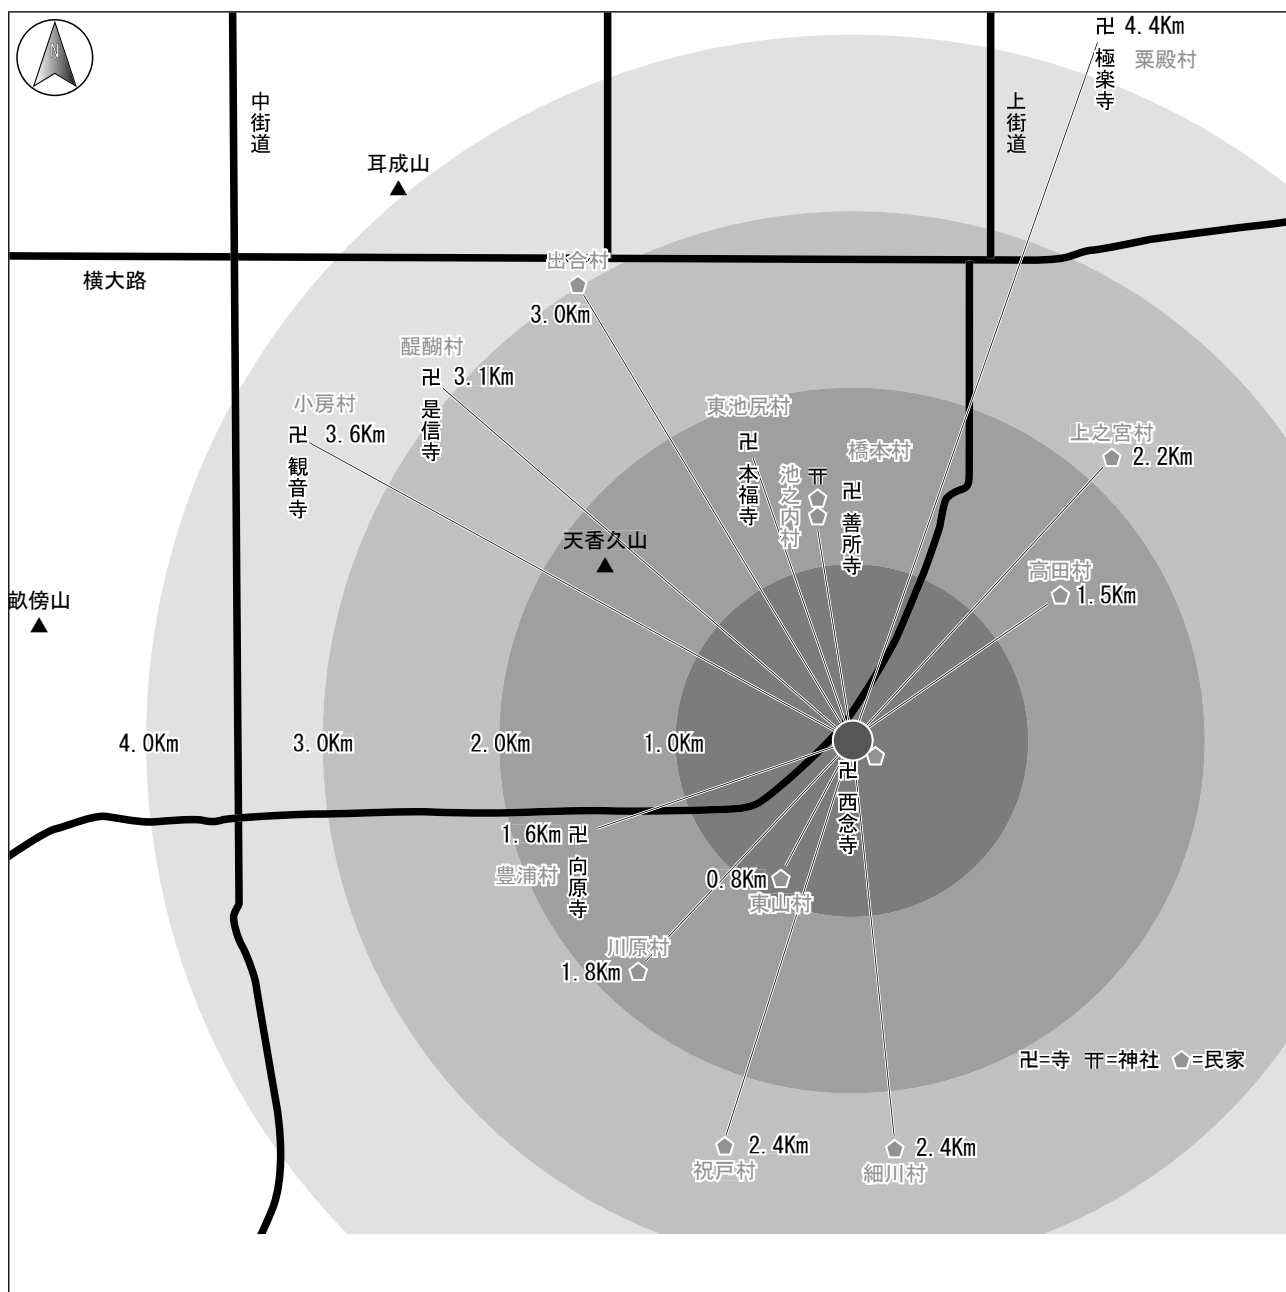 N
卍 4.4Km
極楽寺
粟殿村
中街道
上街道
耳成山
横大路
出合村
3.0Km
醍醐村
卍 3.1Km
是信寺
小房村
卍 3.6Km
観音寺
東池尻村
卍
本福寺
池之内村
橋本村
卍
善所寺
上之宮村
2.2Km
天香久山
高田村
1.5Km
畝傍山
4.0Km
3.0Km
2.0Km
1.0Km
卍
西念寺
1.6Km 卍
向原寺
豊浦村
0.8Km
東山村
川原村
1.8Km
卍=寺 =神社 =民家
2.4Km
祝戸村
2.4Km
細川村